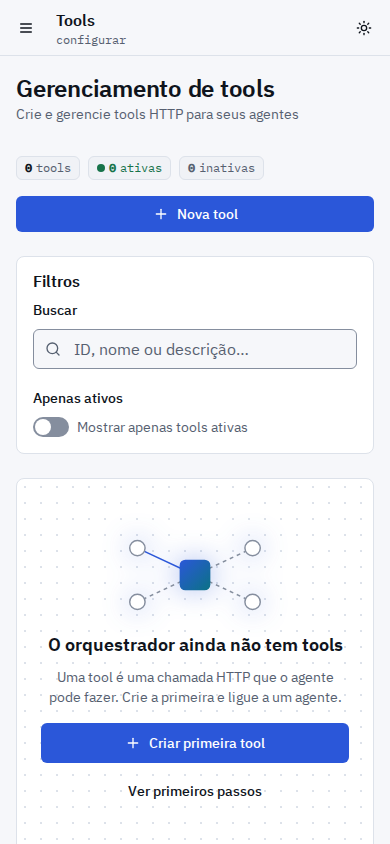 Tools
configurar
Gerenciamento de tools
Crie e gerencie tools HTTP para seus agentes
0 tools
0 ativas
0 inativas
Nova tool
Filtros
Buscar
ID, nome ou descrição...
Apenas ativos
Mostrar apenas tools ativas
O orquestrador ainda não tem tools
Uma tool é uma chamada HTTP que o agente
pode fazer. Crie a primeira e ligue a um agente.
Criar primeira tool
Ver primeiros passos